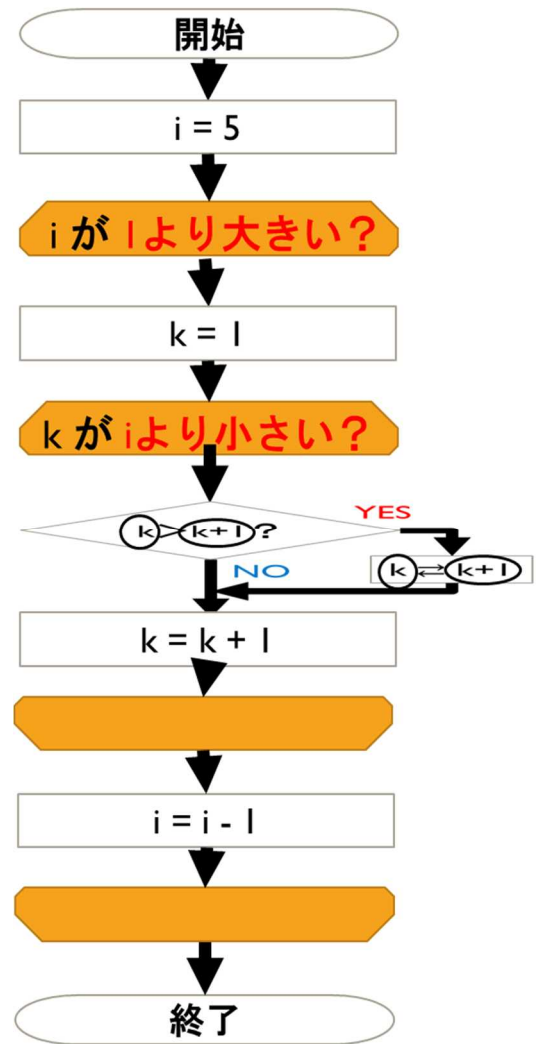 開始
i = 5
i が 1より大きい？
k = 1
k が iより小さい？
k > k+1 ?
YES
k ⇄ k+1
NO
k = k + 1
i = i - 1
終了